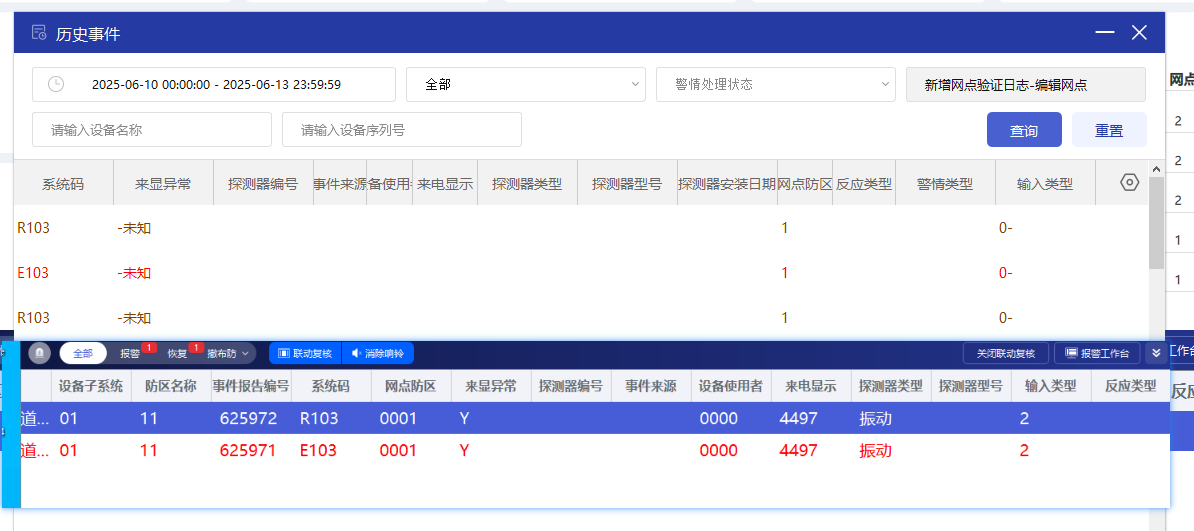 历史事件
网点
2025-06-10 00:00:00 - 2025-06-13 23:59:59 全部 警情处理状态 新增网点验证日志-编辑网点
2
请输入设备名称 请输入设备序列号 查询 重置
2
系统码 来显异常 探测器编号 事件来源 备使用 来电显示 探测器类型 探测器型号 探测器安装日期 网点防区 反应类型 警情类型 输入类型
2
R103 -未知 1 0-
1
E103 -未知 1 0-
1
R103 -未知 1 0-
全部 报警 1 恢复 1 撤布防 联动复核 消除响铃 关闭联动复核 报警工作台 工作台
设备子系统 防区名称 事件报告编号 系统码 网点防区 来显异常 探测器编号 事件来源 设备使用者 来电显示 探测器类型 探测器型号 输入类型 反应类型 反应
道... 01 11 625972 R103 0001 Y 0000 4497 振动 2
道... 01 11 625971 E103 0001 Y 0000 4497 振动 2